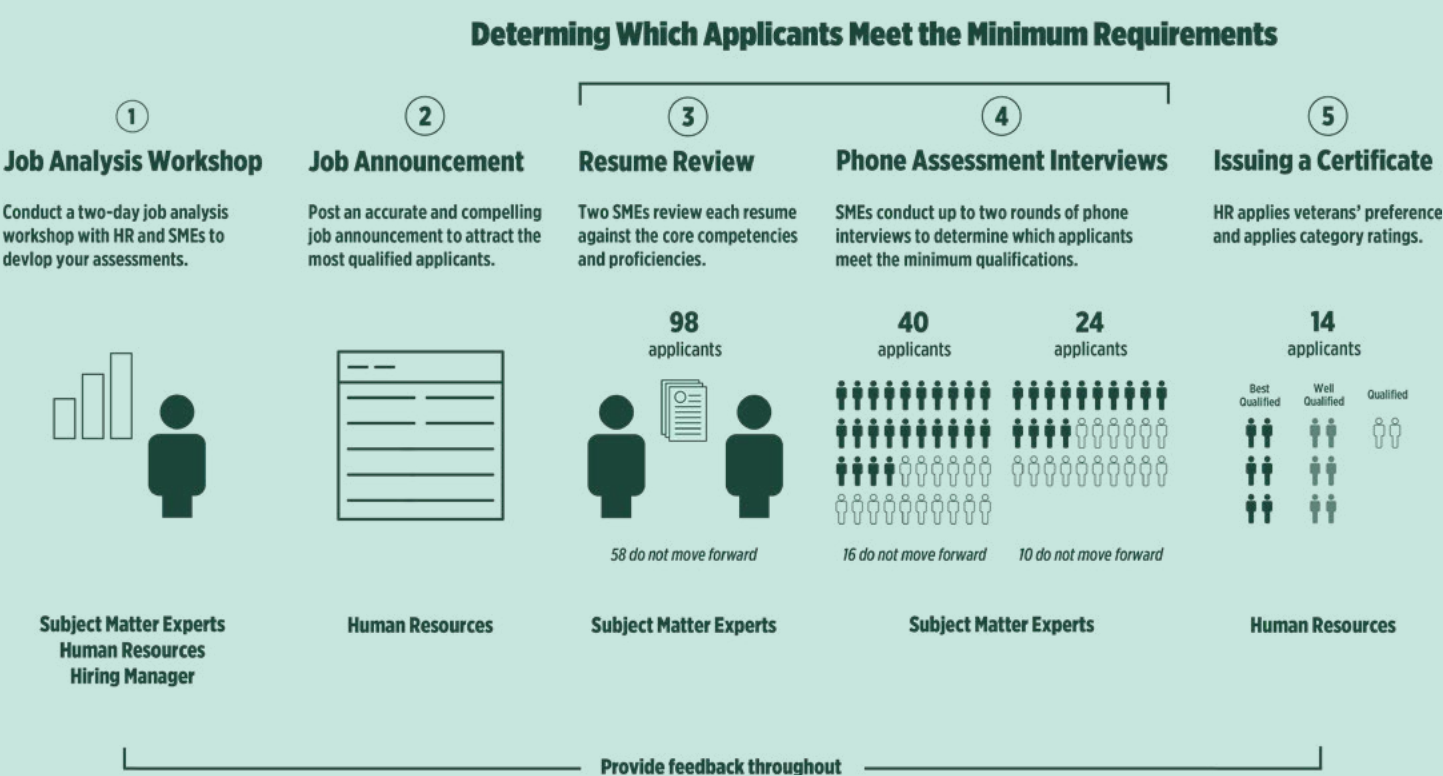 Determing Which Applicants Meet the Minimum Requirements
1
Job Analysis Workshop
Conduct a two-day job analysis
workshop with HR and SMEs to
devlop your assessments.
Subject Matter Experts
Human Resources
Hiring Manager
2
Job Announcement
Post an accurate and compelling
job announcement to attract the
most qualified applicants.
Human Resources
3
Resume Review
Two SMEs review each resume
against the core competencies
and proficiencies.
98
applicants
58 do not move forward
Subject Matter Experts
4
Phone Assessment Interviews
SMEs conduct up to two rounds of phone
interviews to determine which applicants
meet the minimum qualifications.
40
applicants
16 do not move forward
24
applicants
10 do not move forward
Subject Matter Experts
5
Issuing a Certificate
HR applies veterans’ preference
and applies category ratings.
14
applicants
Best
Qualified
Well
Qualified
Qualified
Human Resources
Provide feedback throughout